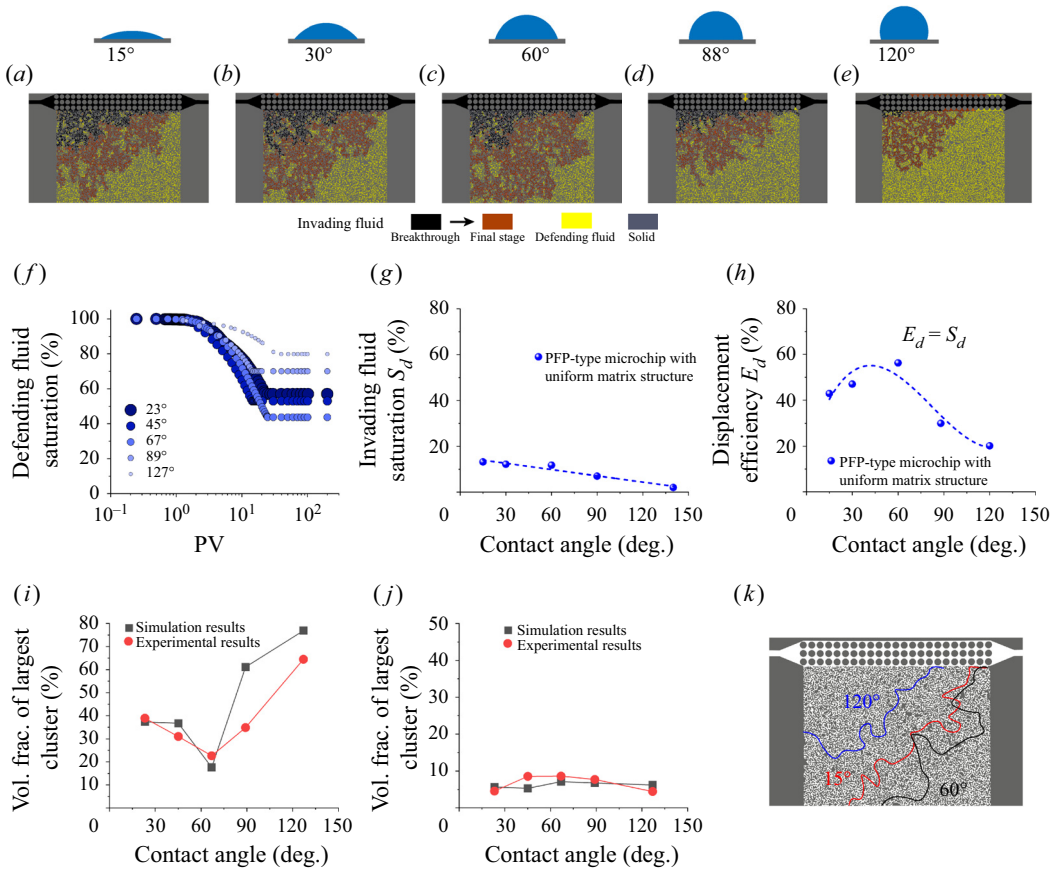 15° 30° 60° 88° 120°
(a) (b) (c) (d) (e)
Invading fluid
Breakthrough Final stage Defending fluid Solid
(f) (g) (h)
Defending fluid
saturation (%)
100
80
60
40
20
0
23°
45°
67°
89°
127°
10⁻¹ 10⁰ 10¹ 10²
PV
Invading fluid
saturation S_d (%)
80
60
40
20
0 30 60 90 120 150
PFP-type microchip with
uniform matrix structure
Contact angle (deg.)
Displacement
efficiency E_d (%)
80
60
40
20
0 30 60 90 120 150
E_d = S_d
PFP-type microchip with
uniform matrix structure
Contact angle (deg.)
(i) (j) (k)
Vol. frac. of largest
cluster (%)
80
70
60
50
40
30
20
10
0 30 60 90 120 150
Simulation results
Experimental results
Contact angle (deg.)
Vol. frac. of largest
cluster (%)
50
40
30
20
10
0 30 60 90 120 150
Simulation results
Experimental results
Contact angle (deg.)
120°
15°
60°